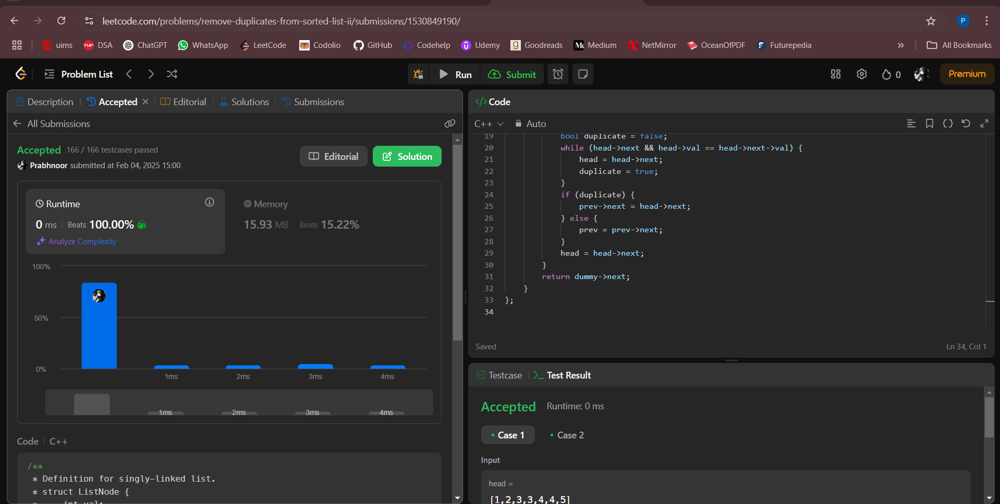 leetcode.com/problems/remove-duplicates-from-sorted-list-ii/submissions/1530849190/
P
uims TUF DSA ChatGPT WhatsApp LeetCode Codolio GitHub Codehelp Udemy Goodreads Medium NetMirror OceanOfPDF Futurepedia » All Bookmarks
Problem List Run Submit 0 Premium
Description Accepted Editorial Solutions Submissions
All Submissions
Accepted 166 / 166 testcases passed
Prabhnoor submitted at Feb 04, 2025 15:00
Editorial Solution
Runtime
0 ms Beats 100.00%
Analyze Complexity
Memory
15.93 MB Beats 15.22%
100%
50%
0%
1ms 2ms 3ms 4ms
1ms 2ms 3ms 4ms
Code C++
/**
* Definition for singly-linked list.
* struct ListNode {
* int val;
</> Code
C++ Auto
19 bool duplicate = false;
20 while (head->next && head->val == head->next->val) {
21 head = head->next;
22 duplicate = true;
23 }
24 if (duplicate) {
25 prev->next = head->next;
26 } else {
27 prev = prev->next;
28 }
29 head = head->next;
30 }
31 return dummy->next;
32 }
33 };
34
Saved Ln 34, Col 1
Testcase Test Result
Accepted Runtime: 0 ms
Case 1 Case 2
Input
head =
[1,2,3,3,4,4,5]